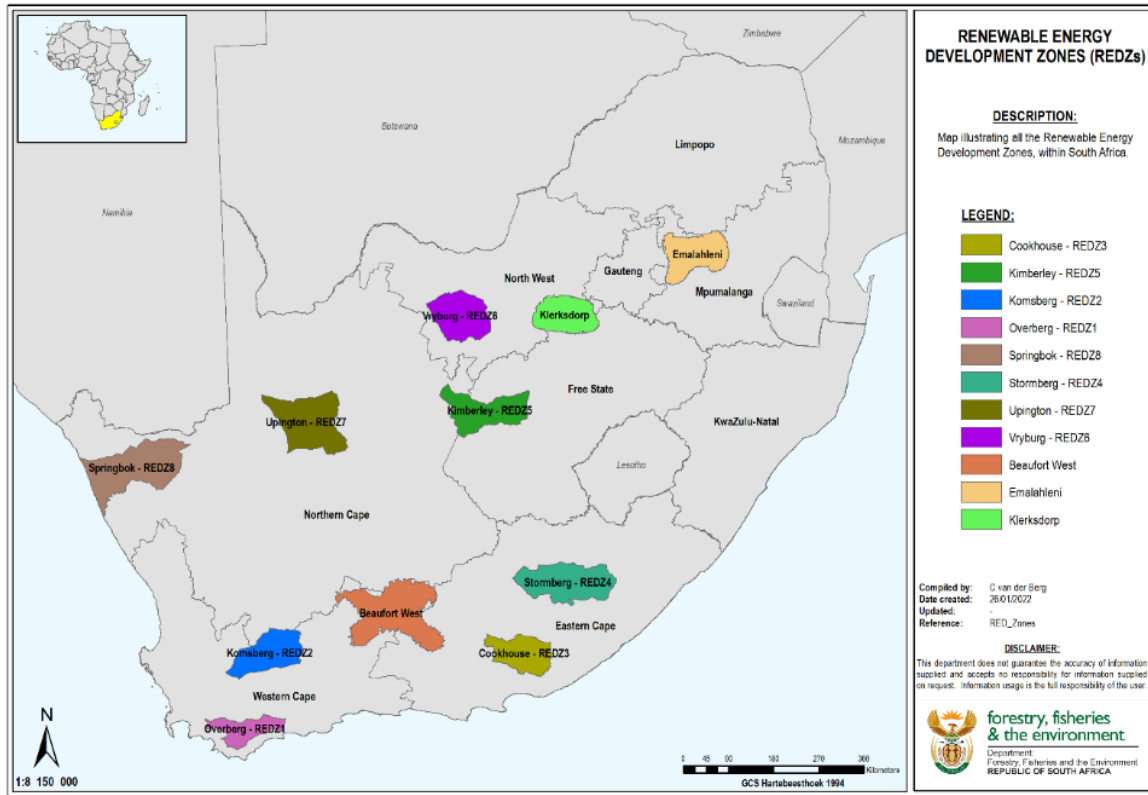 Zimbabwe
Botswana
Limpopo
Mozambique
Namibia
Emalahleni
North West
Gauteng
Mpumalanga
Swaziland
Vryburg - REDZ6
Klerksdorp
Free State
Kimberley - REDZ5
Upington - REDZ7
KwaZulu-Natal
Springbok - REDZ8
Lesotho
Northern Cape
Stormberg - REDZ4
Beaufort West
Eastern Cape
Komsberg - REDZ2
Cookhouse - REDZ3
Western Cape
Overberg - REDZ1
N
1:8 150 000
0 45 90 180 270 360
Kilometers
GCS Hartebeesthoek 1994
RENEWABLE ENERGY
DEVELOPMENT ZONES (REDZs)
DESCRIPTION:
Map illustrating all the Renewable Energy
Development Zones, within South Africa.
LEGEND:
Cookhouse - REDZ3
Kimberley - REDZ5
Komsberg - REDZ2
Overberg - REDZ1
Springbok - REDZ8
Stormberg - REDZ4
Upington - REDZ7
Vryburg - REDZ6
Beaufort West
Emalahleni
Klerksdorp
Compiled by: C van der Berg
Date created: 26/01/2022
Updated: -
Reference: RED_Zones
DISCLAIMER:
This department does not guarantee the accuracy of information
supplied and accepts no responsibility for information supplied
on request. Information usage is the full responsibility of the user.
forestry, fisheries
& the environment
Department:
Forestry, Fisheries and the Environment
REPUBLIC OF SOUTH AFRICA